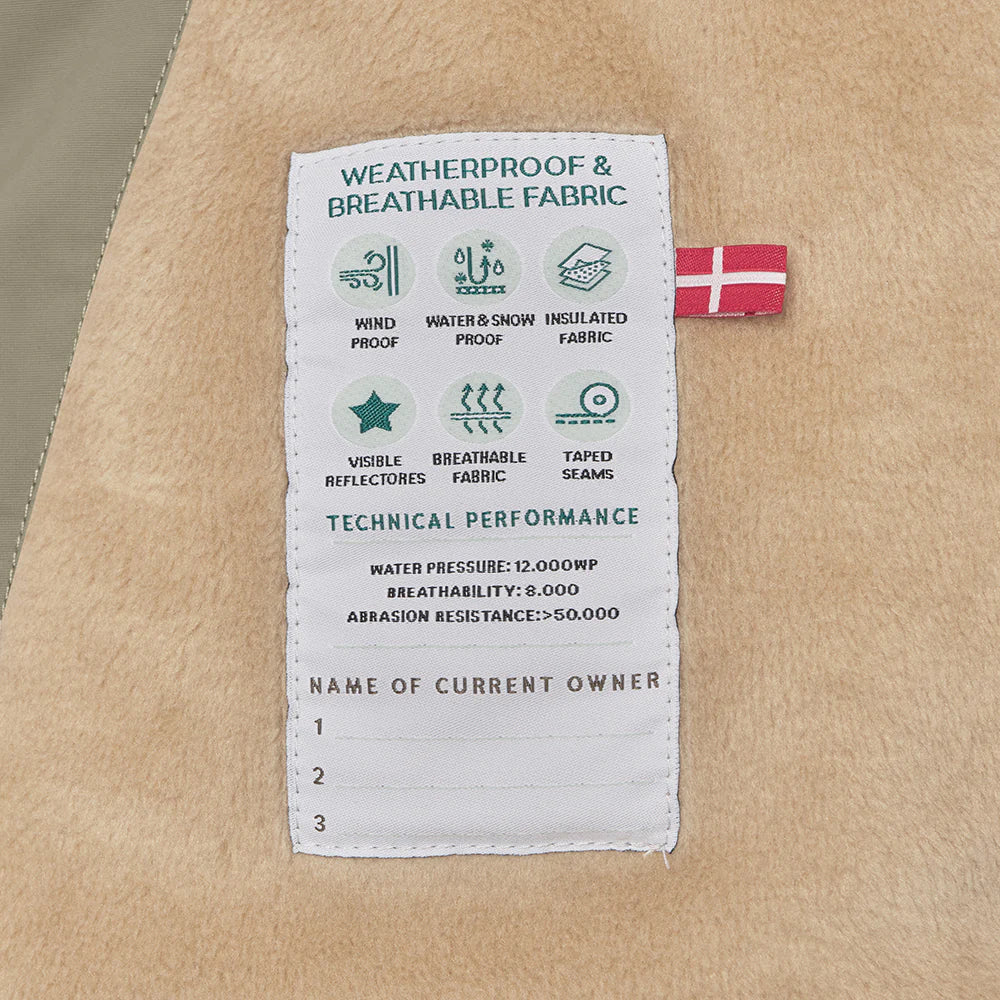 WEATHERPROOF &
BREATHABLE FABRIC
WIND
PROOF
WATER & SNOW
PROOF
INSULATED
FABRIC
VISIBLE
REFLECTORES
BREATHABLE
FABRIC
TAPED
SEAMS
TECHNICAL PERFORMANCE
WATER PRESSURE: 12.000WP
BREATHABILITY: 8.000
ABRASION RESISTANCE:>50.000
NAME OF CURRENT OWNER
1
2
3